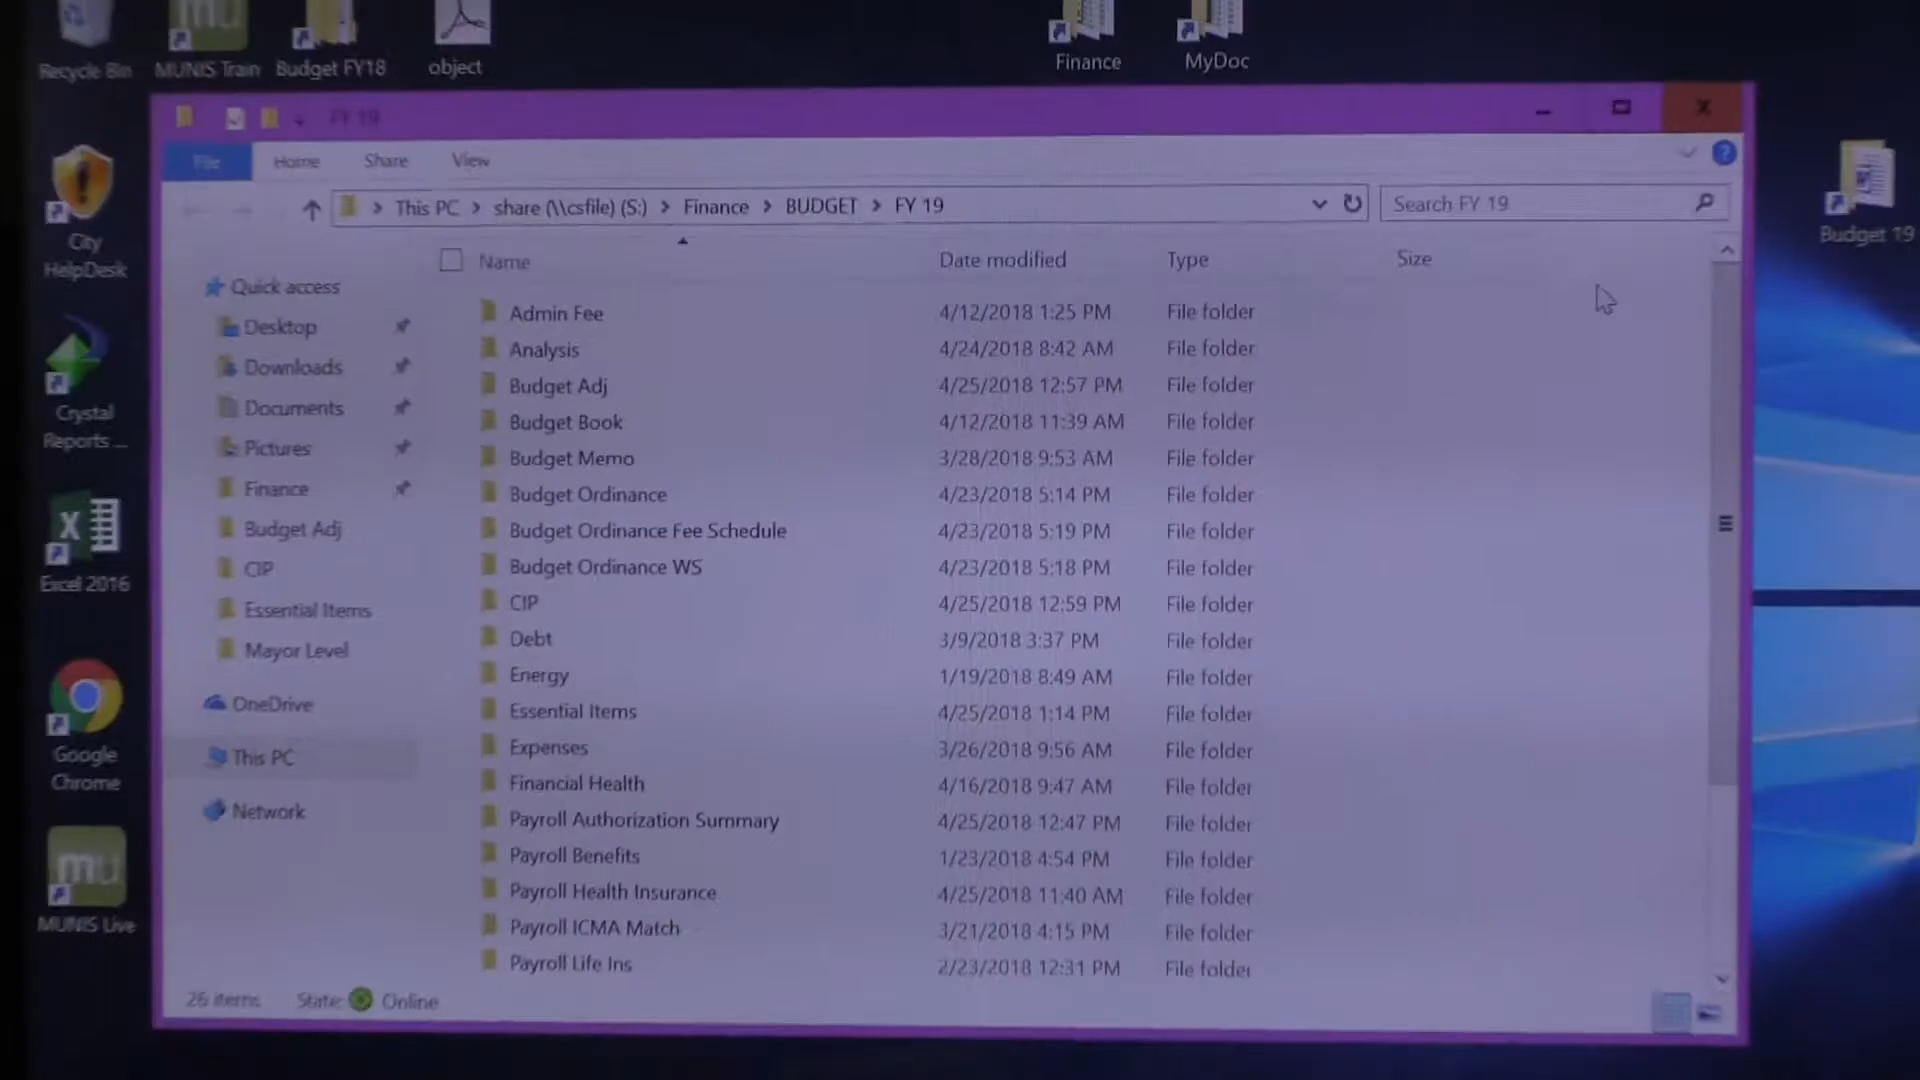 Recycle Bin
MUNIS Train
Budget FY18
object
Finance
MyDoc
FY 19
File
Home
Share
View
This PC > share (\\csfile) (S:) > Finance > BUDGET > FY 19
Search FY 19
City HelpDesk
Crystal Reports ...
Excel 2016
Google Chrome
MUNIS Live
Budget 19
Quick access
Desktop
Downloads
Documents
Pictures
Finance
Budget Adj
CIP
Essential Items
Mayor Level
OneDrive
This PC
Network
Name Date modified Type Size
Admin Fee 4/12/2018 1:25 PM File folder
Analysis 4/24/2018 8:42 AM File folder
Budget Adj 4/25/2018 12:57 PM File folder
Budget Book 4/12/2018 11:39 AM File folder
Budget Memo 3/28/2018 9:53 AM File folder
Budget Ordinance 4/23/2018 5:14 PM File folder
Budget Ordinance Fee Schedule 4/23/2018 5:19 PM File folder
Budget Ordinance WS 4/23/2018 5:18 PM File folder
CIP 4/25/2018 12:59 PM File folder
Debt 3/9/2018 3:37 PM File folder
Energy 1/19/2018 8:49 AM File folder
Essential Items 4/25/2018 1:14 PM File folder
Expenses 3/26/2018 9:56 AM File folder
Financial Health 4/16/2018 9:47 AM File folder
Payroll Authorization Summary 4/25/2018 12:47 PM File folder
Payroll Benefits 1/23/2018 4:54 PM File folder
Payroll Health Insurance 4/25/2018 11:40 AM File folder
Payroll ICMA Match 3/21/2018 4:15 PM File folder
Payroll Life Ins 2/23/2018 12:31 PM File folder
26 items State: Online